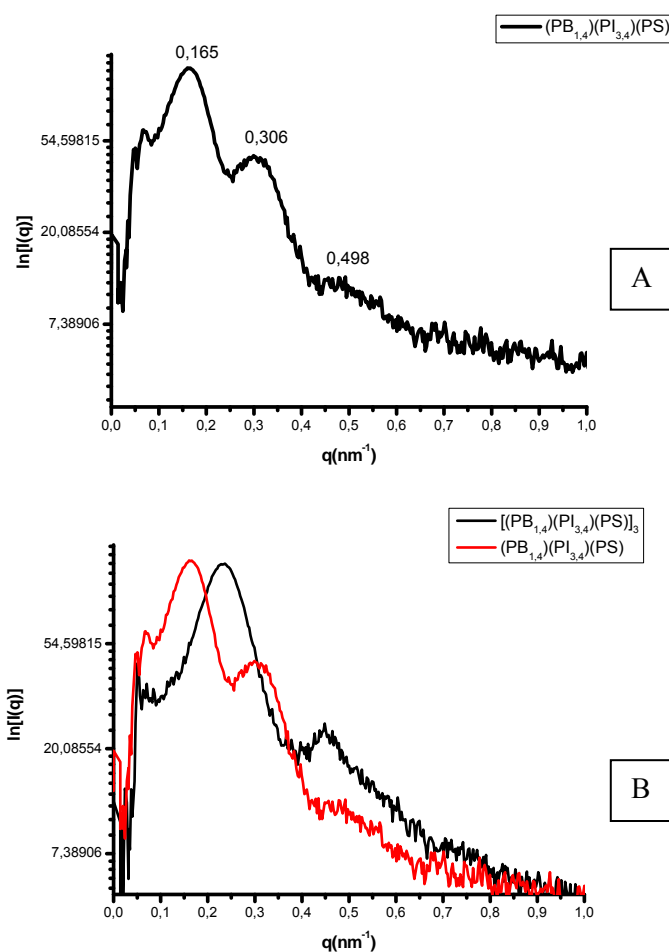 (PB1,4)(PI3,4)(PS)
0,165
0,306
0,498
54,59815
20,08554
7,38906
ln[I(q)]
A
0,0 0,1 0,2 0,3 0,4 0,5 0,6 0,7 0,8 0,9 1,0
q(nm-1)
[(PB1,4)(PI3,4)(PS)]3
(PB1,4)(PI3,4)(PS)
54,59815
20,08554
7,38906
ln[I(q)]
B
0,0 0,1 0,2 0,3 0,4 0,5 0,6 0,7 0,8 0,9 1,0
q(nm-1)